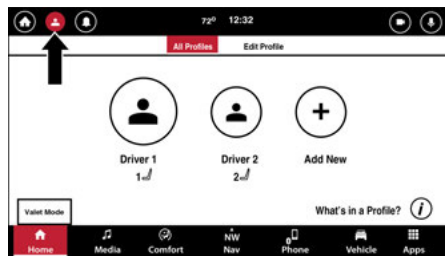 72⁰ 12:32
All Profiles Edit Profile
Driver 1 Driver 2 Add New
1 2
What's in a Profile? i
Valet Mode
NW
Home Media Comfort Nav Phone Vehicle Apps